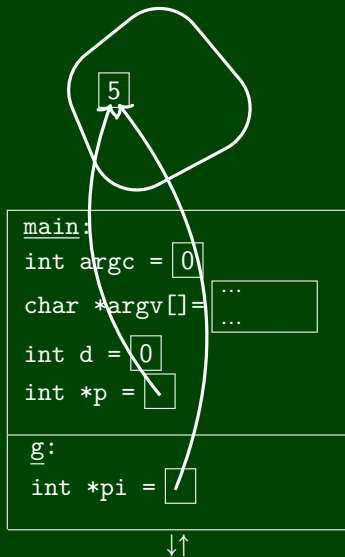 5
main:
int argc = 0
char *argv[]= ...
...
int d = 0
int *p =
g:
int *pi =
↓↑